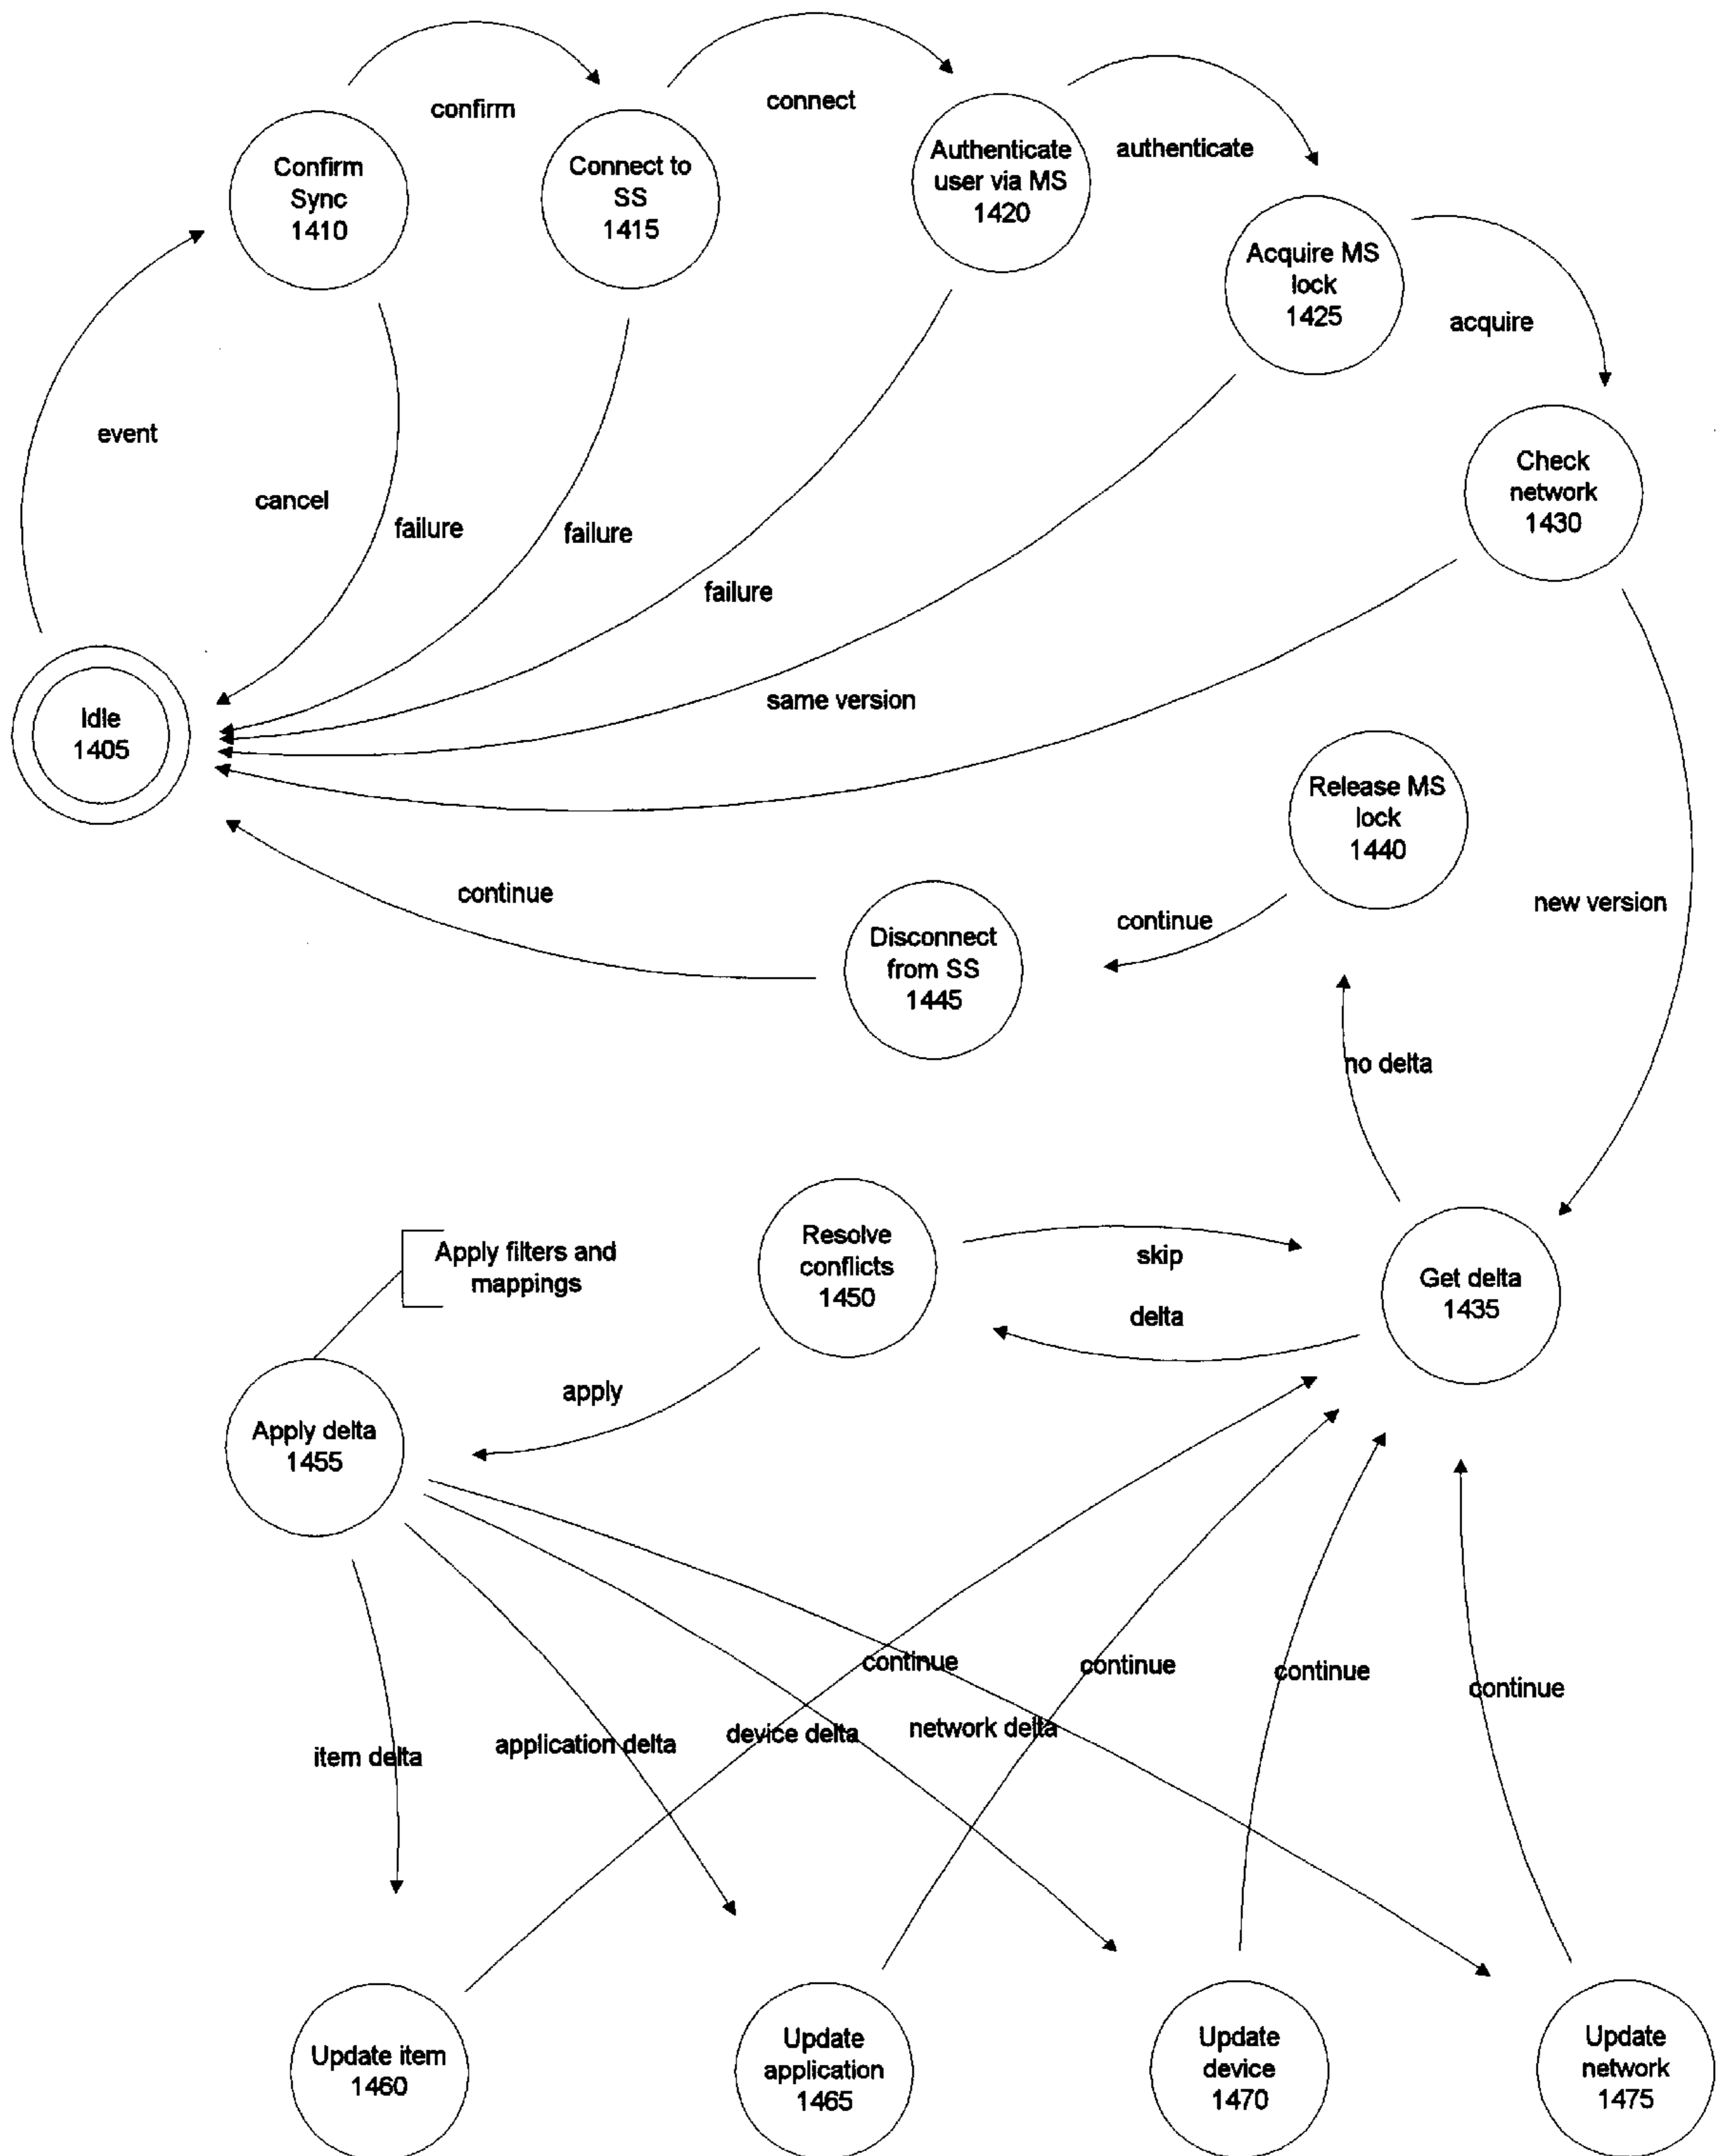 confirm
connect
authenticate
Confirm
Sync
1410
Connect to
SS
1415
Authenticate
user via MS
1420
Acquire MS
lock
1425
acquire
event
cancel
failure
failure
failure
same version
Check
network
1430
Idle
1405
Release MS
lock
1440
new version
continue
continue
Disconnect
from SS
1445
no delta
Resolve
conflicts
1450
skip
delta
Get delta
1435
Apply filters and
mappings
apply
Apply delta
1455
continue
continue
continue
continue
item delta
application delta
device delta
network delta
Update item
1460
Update
application
1465
Update
device
1470
Update
network
1475